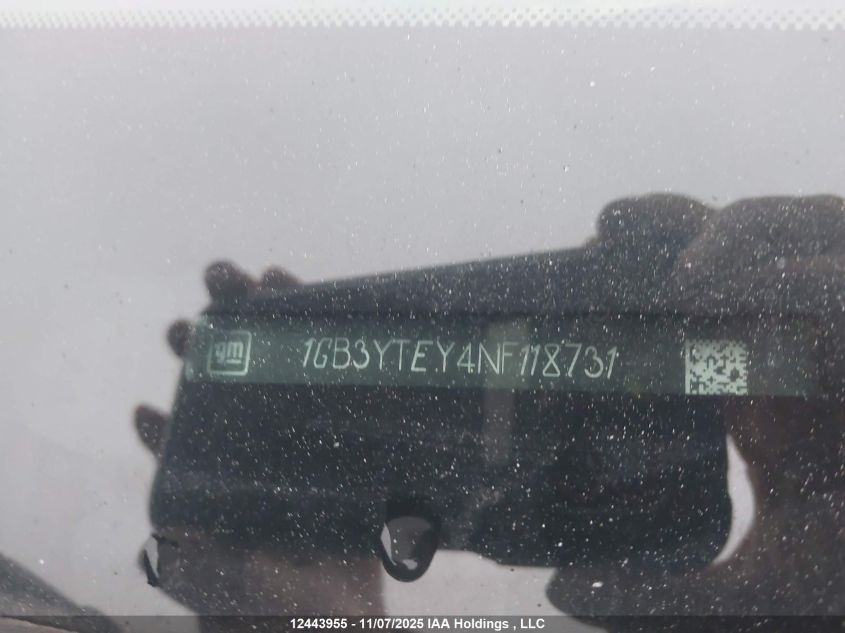 gm 1GB3YTEY4NF118731
12443955 - 11/07/2025 IAA Holdings , LLC